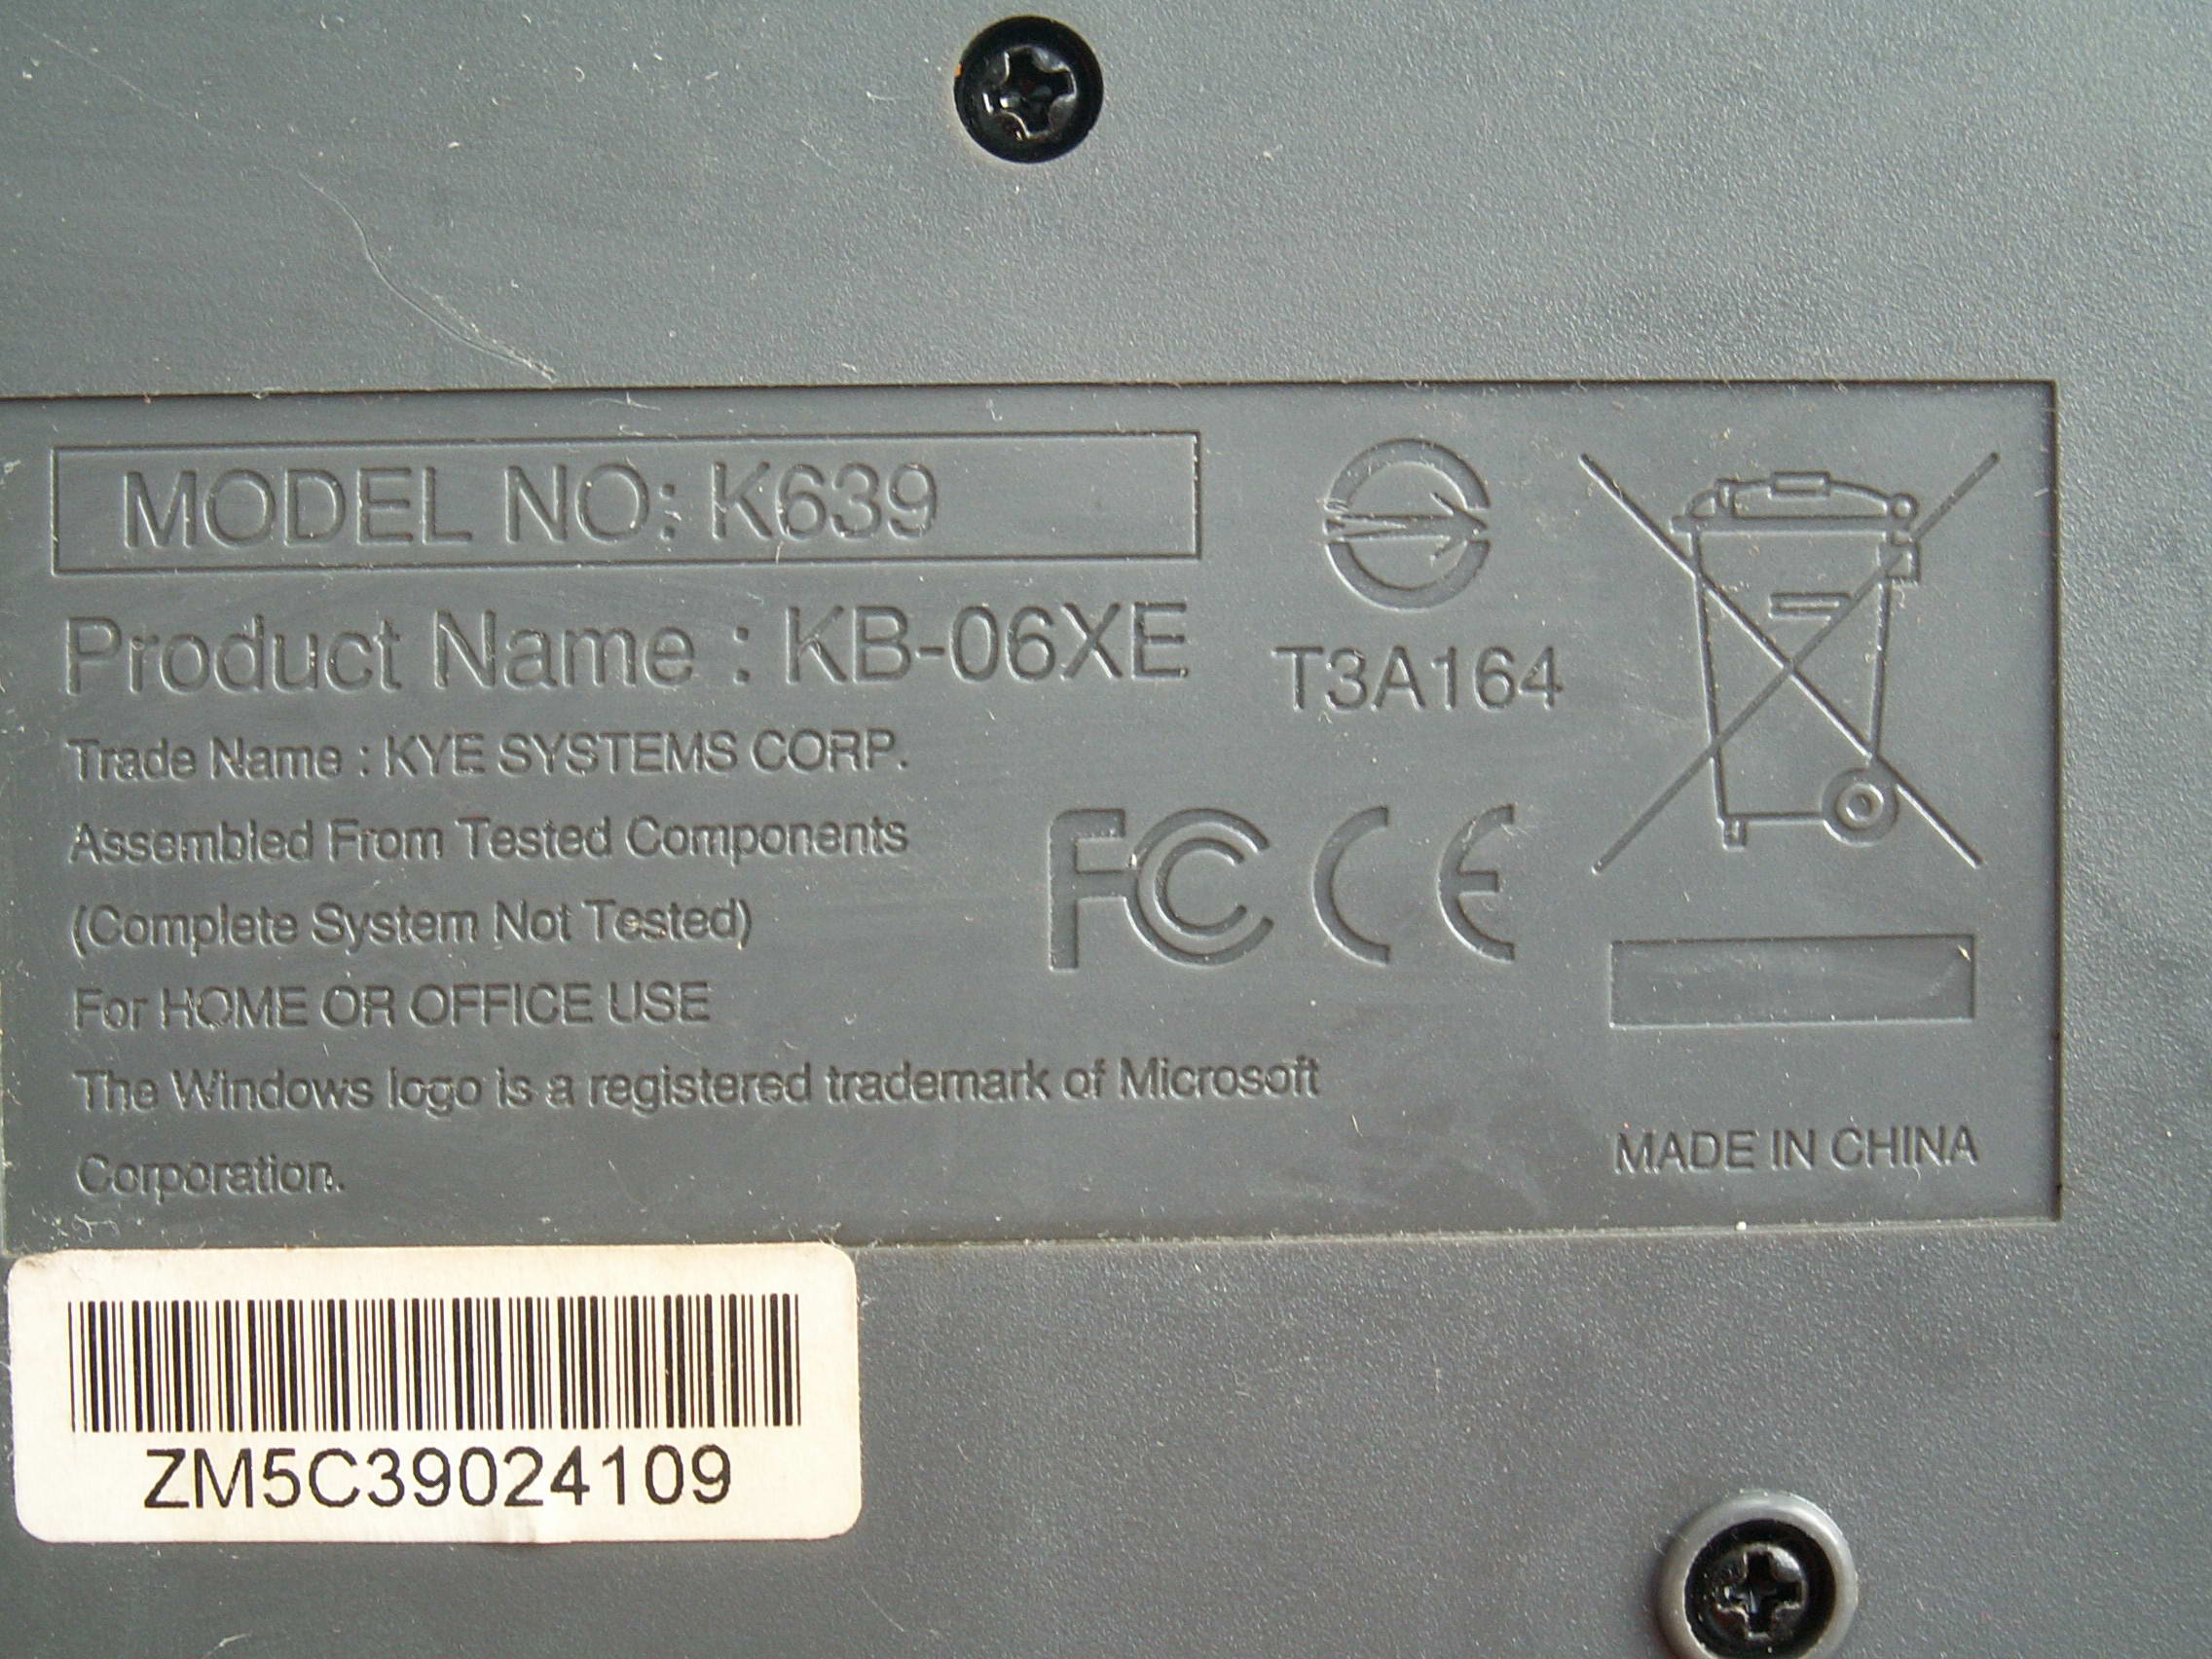 MODEL NO: K639
Product Name : KB-06XE
T3A164
Trade Name : KYE SYSTEMS CORP.
Assembled From Tested Components
(Complete System Not Tested)
FC CE
For HOME OR OFFICE USE
The Windows logo is a registered trademark of Microsoft
Corporation.
MADE IN CHINA
ZM5C39024109